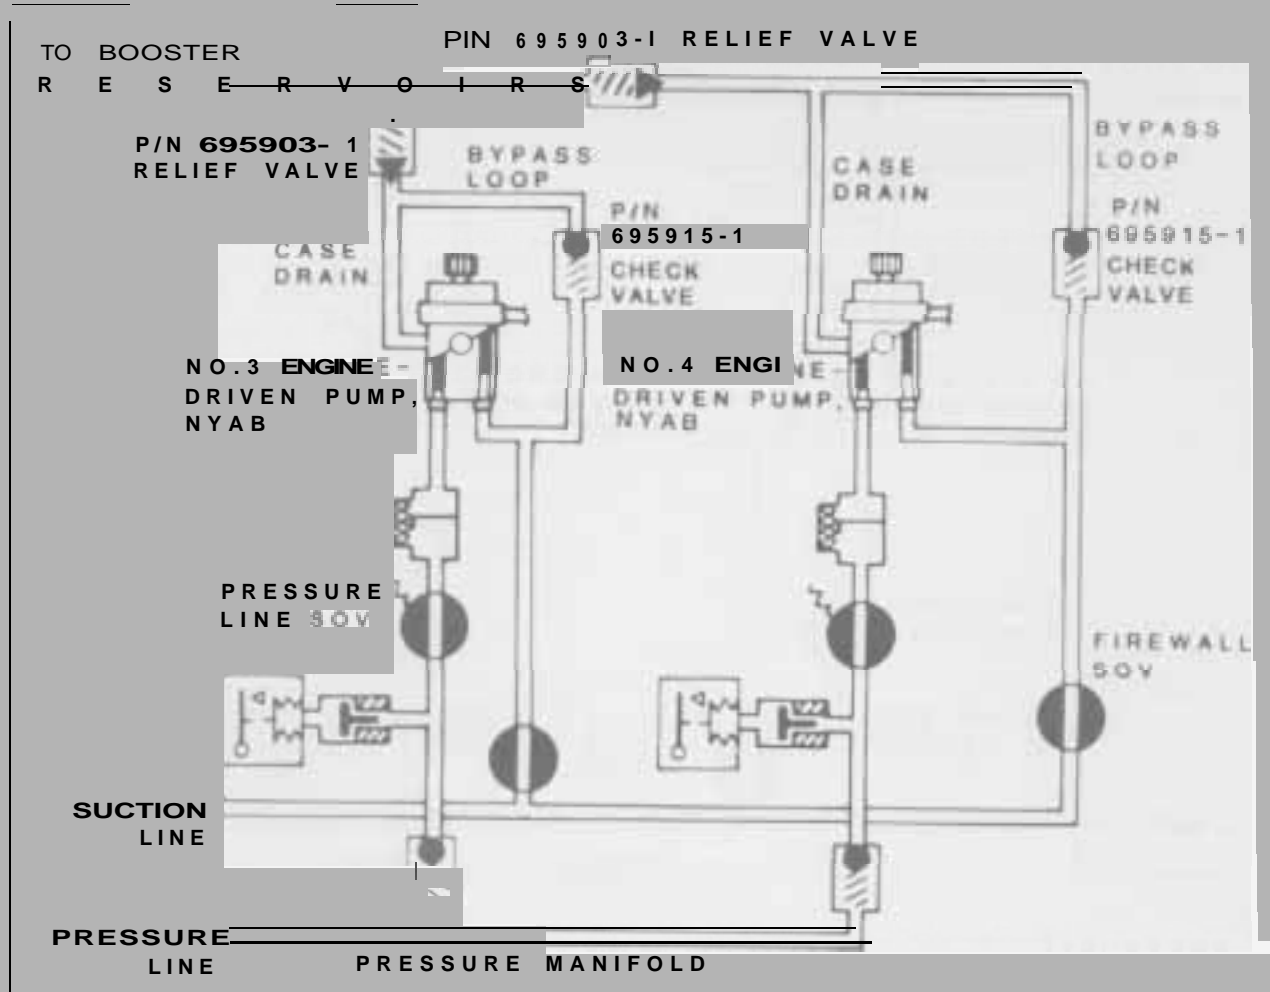 TO BOOSTER
RESERVOIRS
PIN 695903-I RELIEF VALVE
P/N 695903- 1
RELIEF VALVE
BYPASS
LOOP
CASE
DRAIN
BYPASS
LOOP
P/N
695915-1
CHECK
VALVE
P/N
695915-1
CHECK
VALVE
CASE
DRAIN
NO.3 ENGINE-
DRIVEN PUMP,
NYAB
NO.4 ENGINE-
DRIVEN PUMP,
NYAB
PRESSURE
LINE SOV
FIREWALL
SOV
SUCTION
LINE
PRESSURE
LINE
PRESSURE MANIFOLD